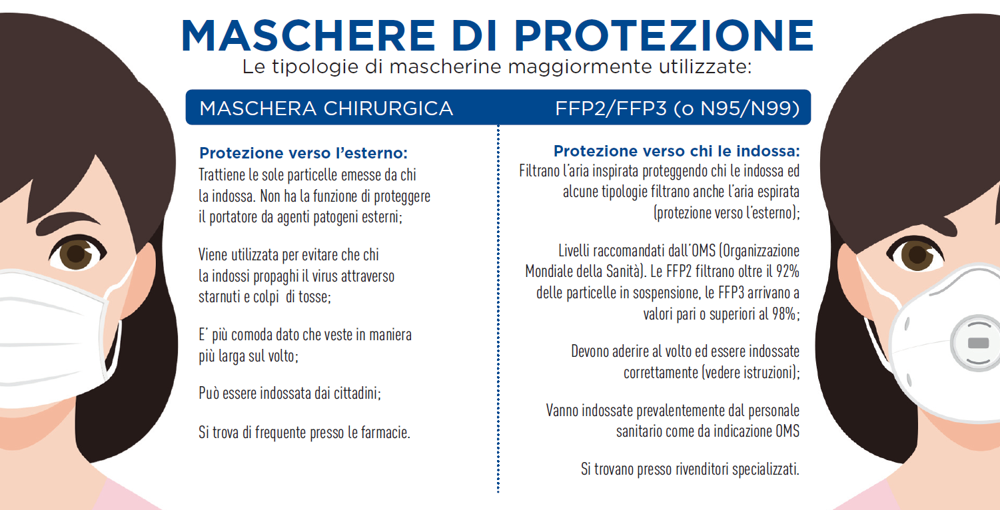 MASCHERE DI PROTEZIONE
Le tipologie di mascherine maggiormente utilizzate:
MASCHERA CHIRURGICA
Protezione verso l'esterno:
Trattiene le sole particelle emesse da chi
la indossa. Non ha la funzione di proteggere
il portatore da agenti patogeni esterni;
Viene utilizzata per evitare che chi
la indossi propaghi il virus attraverso
starnuti e colpi  di tosse;
E' più comoda dato che veste in maniera
più larga sul volto;
Può essere indossata dai cittadini;
Si trova di frequente presso le farmacie.
FFP2/FFP3 (o N95/N99)
Protezione verso chi le indossa:
Filtrano l'aria inspirata proteggendo chi le indossa ed
alcune tipologie filtrano anche l'aria espirata
(protezione verso l'esterno);
Livelli raccomandati dall'OMS (Organizzazione
Mondiale della Sanità). Le FFP2 filtrano oltre il 92%
delle particelle in sospensione, le FFP3 arrivano a
valori pari o superiori al 98%;
Devono aderire al volto ed essere indossate
correttamente (vedere istruzioni);
Vanno indossate prevalentemente dal personale
sanitario come da indicazione OMS
Si trovano presso rivenditori specializzati.